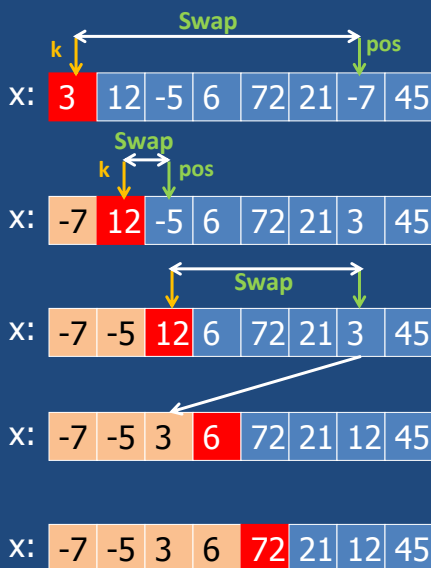 Swap
k pos
x: 3 12 -5 6 72 21 -7 45
Swap
k pos
x: -7 12 -5 6 72 21 3 45
Swap
x: -7 -5 12 6 72 21 3 45
x: -7 -5 3 6 72 21 12 45
x: -7 -5 3 6 72 21 12 45